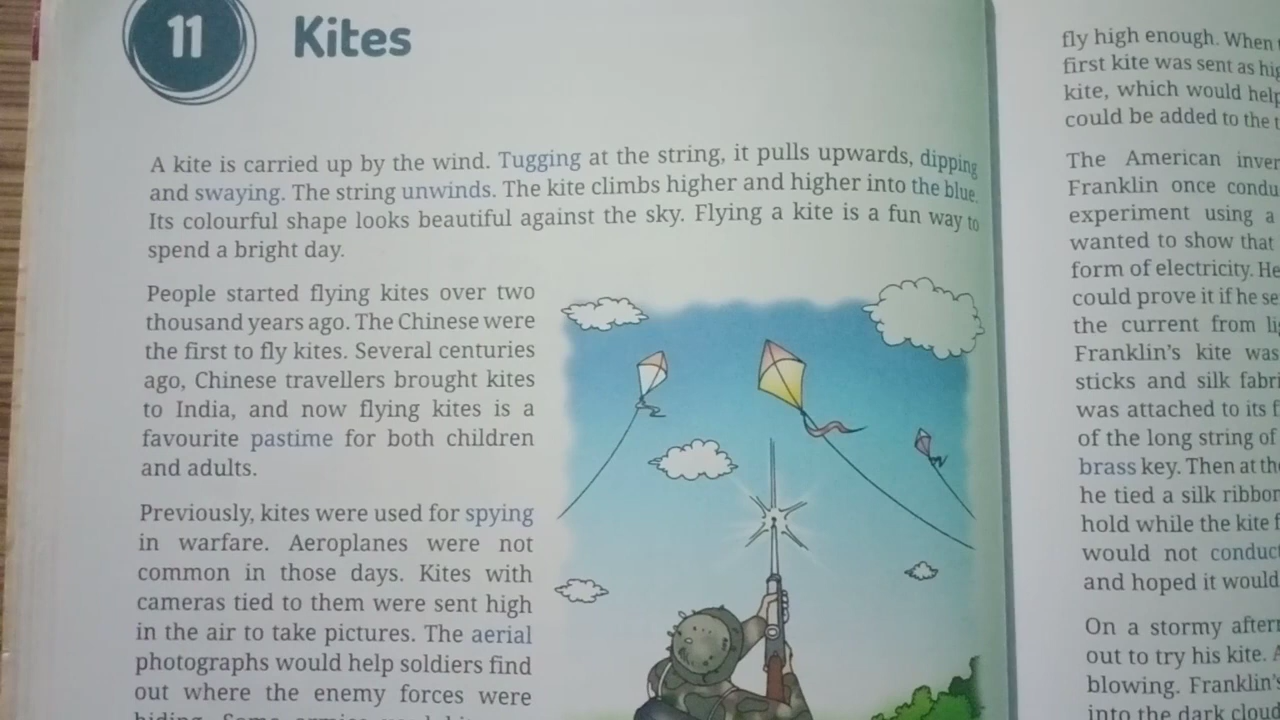 11
Kites
A kite is carried up by the wind. Tugging at the string, it pulls upwards, dipping
and swaying. The string unwinds. The kite climbs higher and higher into the blue.
Its colourful shape looks beautiful against the sky. Flying a kite is a fun way to
spend a bright day.
People started flying kites over two
thousand years ago. The Chinese were
the first to fly kites. Several centuries
ago, Chinese travellers brought kites
to India, and now flying kites is a
favourite pastime for both children
and adults.
Previously, kites were used for spying
in warfare. Aeroplanes were not
common in those days. Kites with
cameras tied to them were sent high
in the air to take pictures. The aerial
photographs would help soldiers find
out where the enemy forces were
fly high enough. When
first kite was sent as
kite, which would help
could be added to the
The American
Franklin once
experiment using a
wanted to show that
form of electricity. He
could prove it if he
the current from
Franklin's kite was
sticks and silk
was attached to its
of the long string of
brass key. Then at
he tied a silk ribbon
hold while the kite
would not conduct
and hoped it would
On a stormy
out to try his kite.
blowing. Franklin's
into the dark